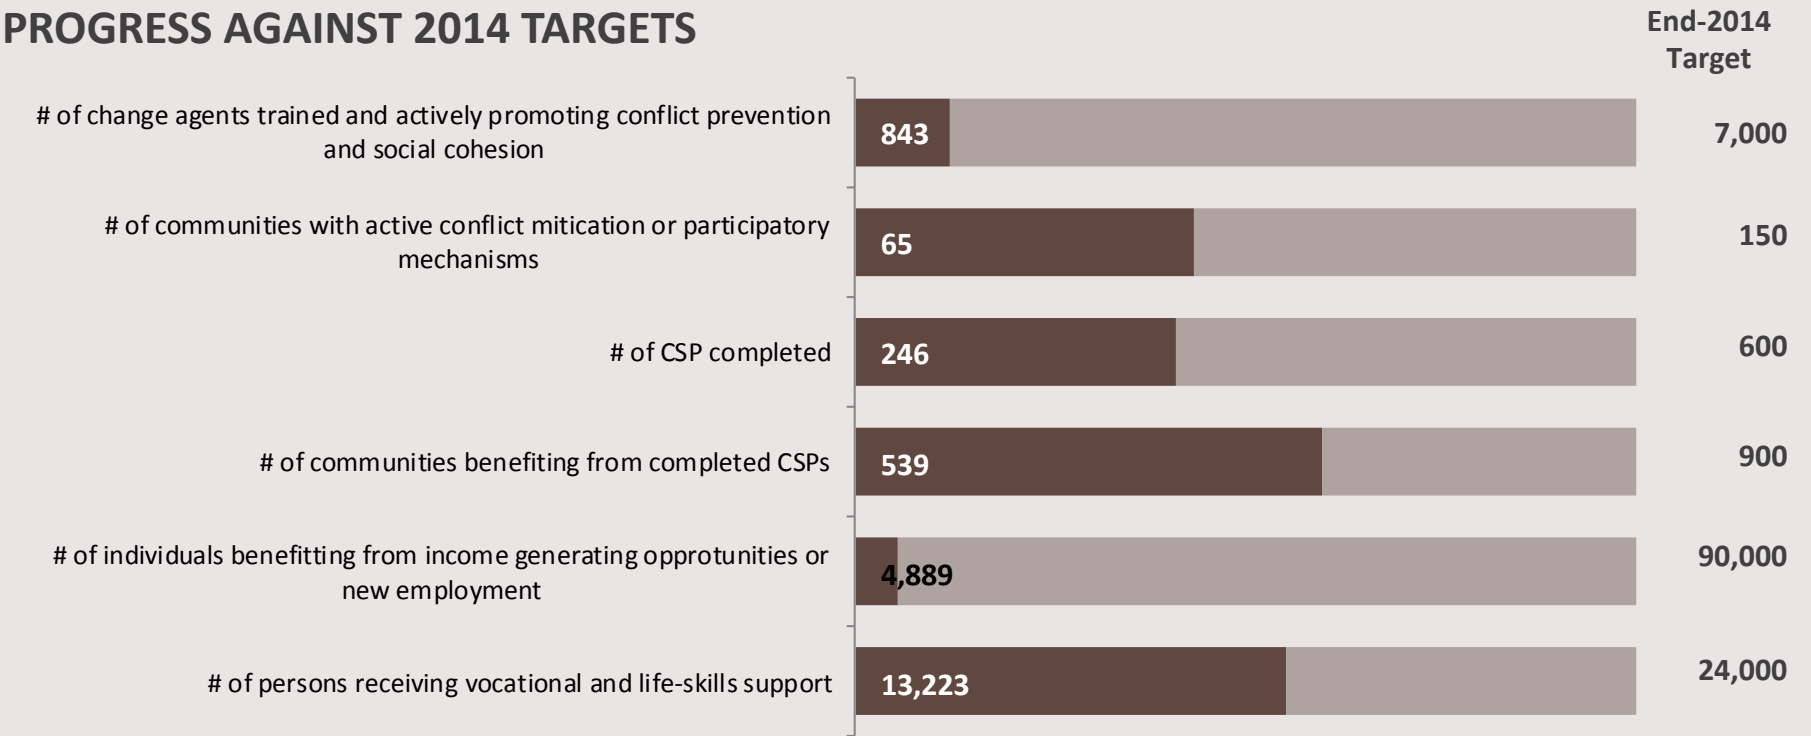 PROGRESS AGAINST 2014 TARGETS
End-2014
Target
# of change agents trained and actively promoting conflict prevention
and social cohesion
843
7,000
# of communities with active conflict mitication or participatory
mechanisms
65
150
# of CSP completed
246
600
# of communities benefiting from completed CSPs
539
900
# of individuals benefitting from income generating opprotunities or
new employment
4,889
90,000
# of persons receiving vocational and life-skills support
13,223
24,000